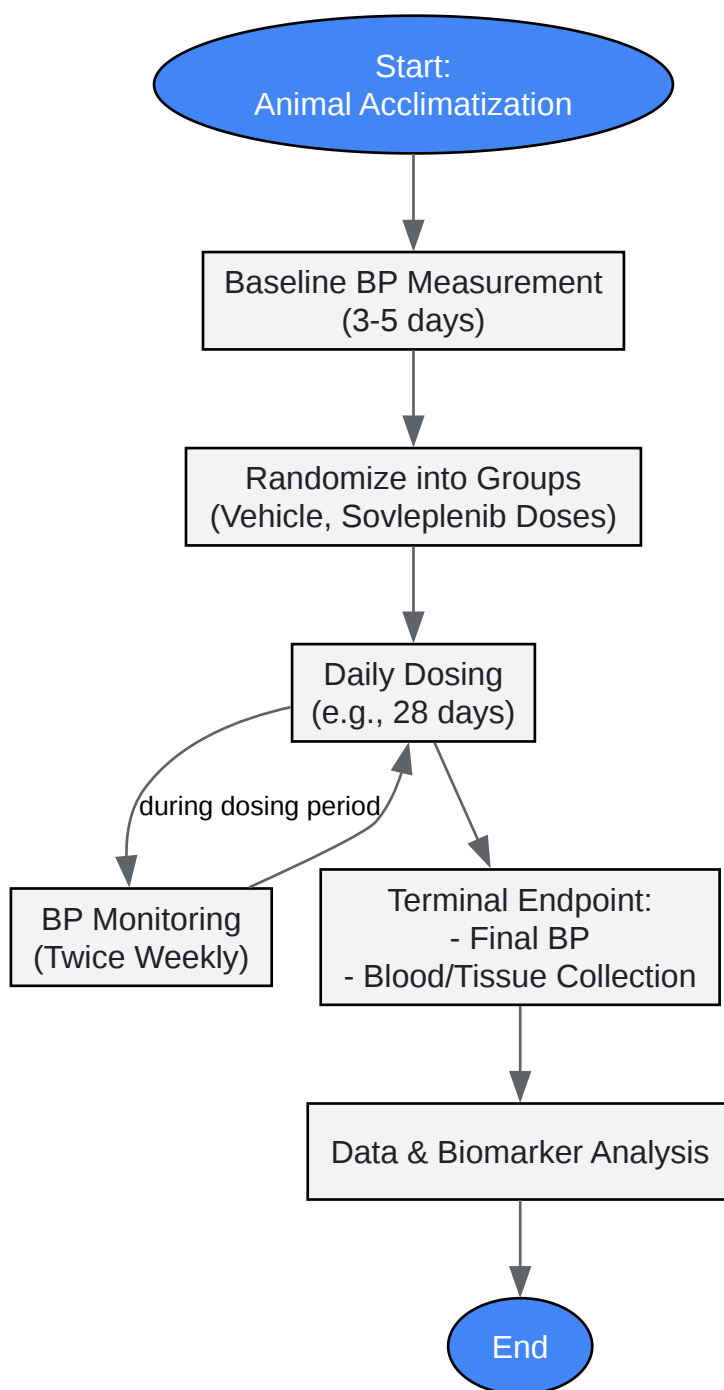 Start:
Animal Acclimatization
Baseline BP Measurement
(3-5 days)
Randomize into Groups
(Vehicle, Sovleplenib Doses)
Daily Dosing
(e.g., 28 days)
during dosing period
BP Monitoring
(Twice Weekly)
Terminal Endpoint:
- Final BP
- Blood/Tissue Collection
Data & Biomarker Analysis
End